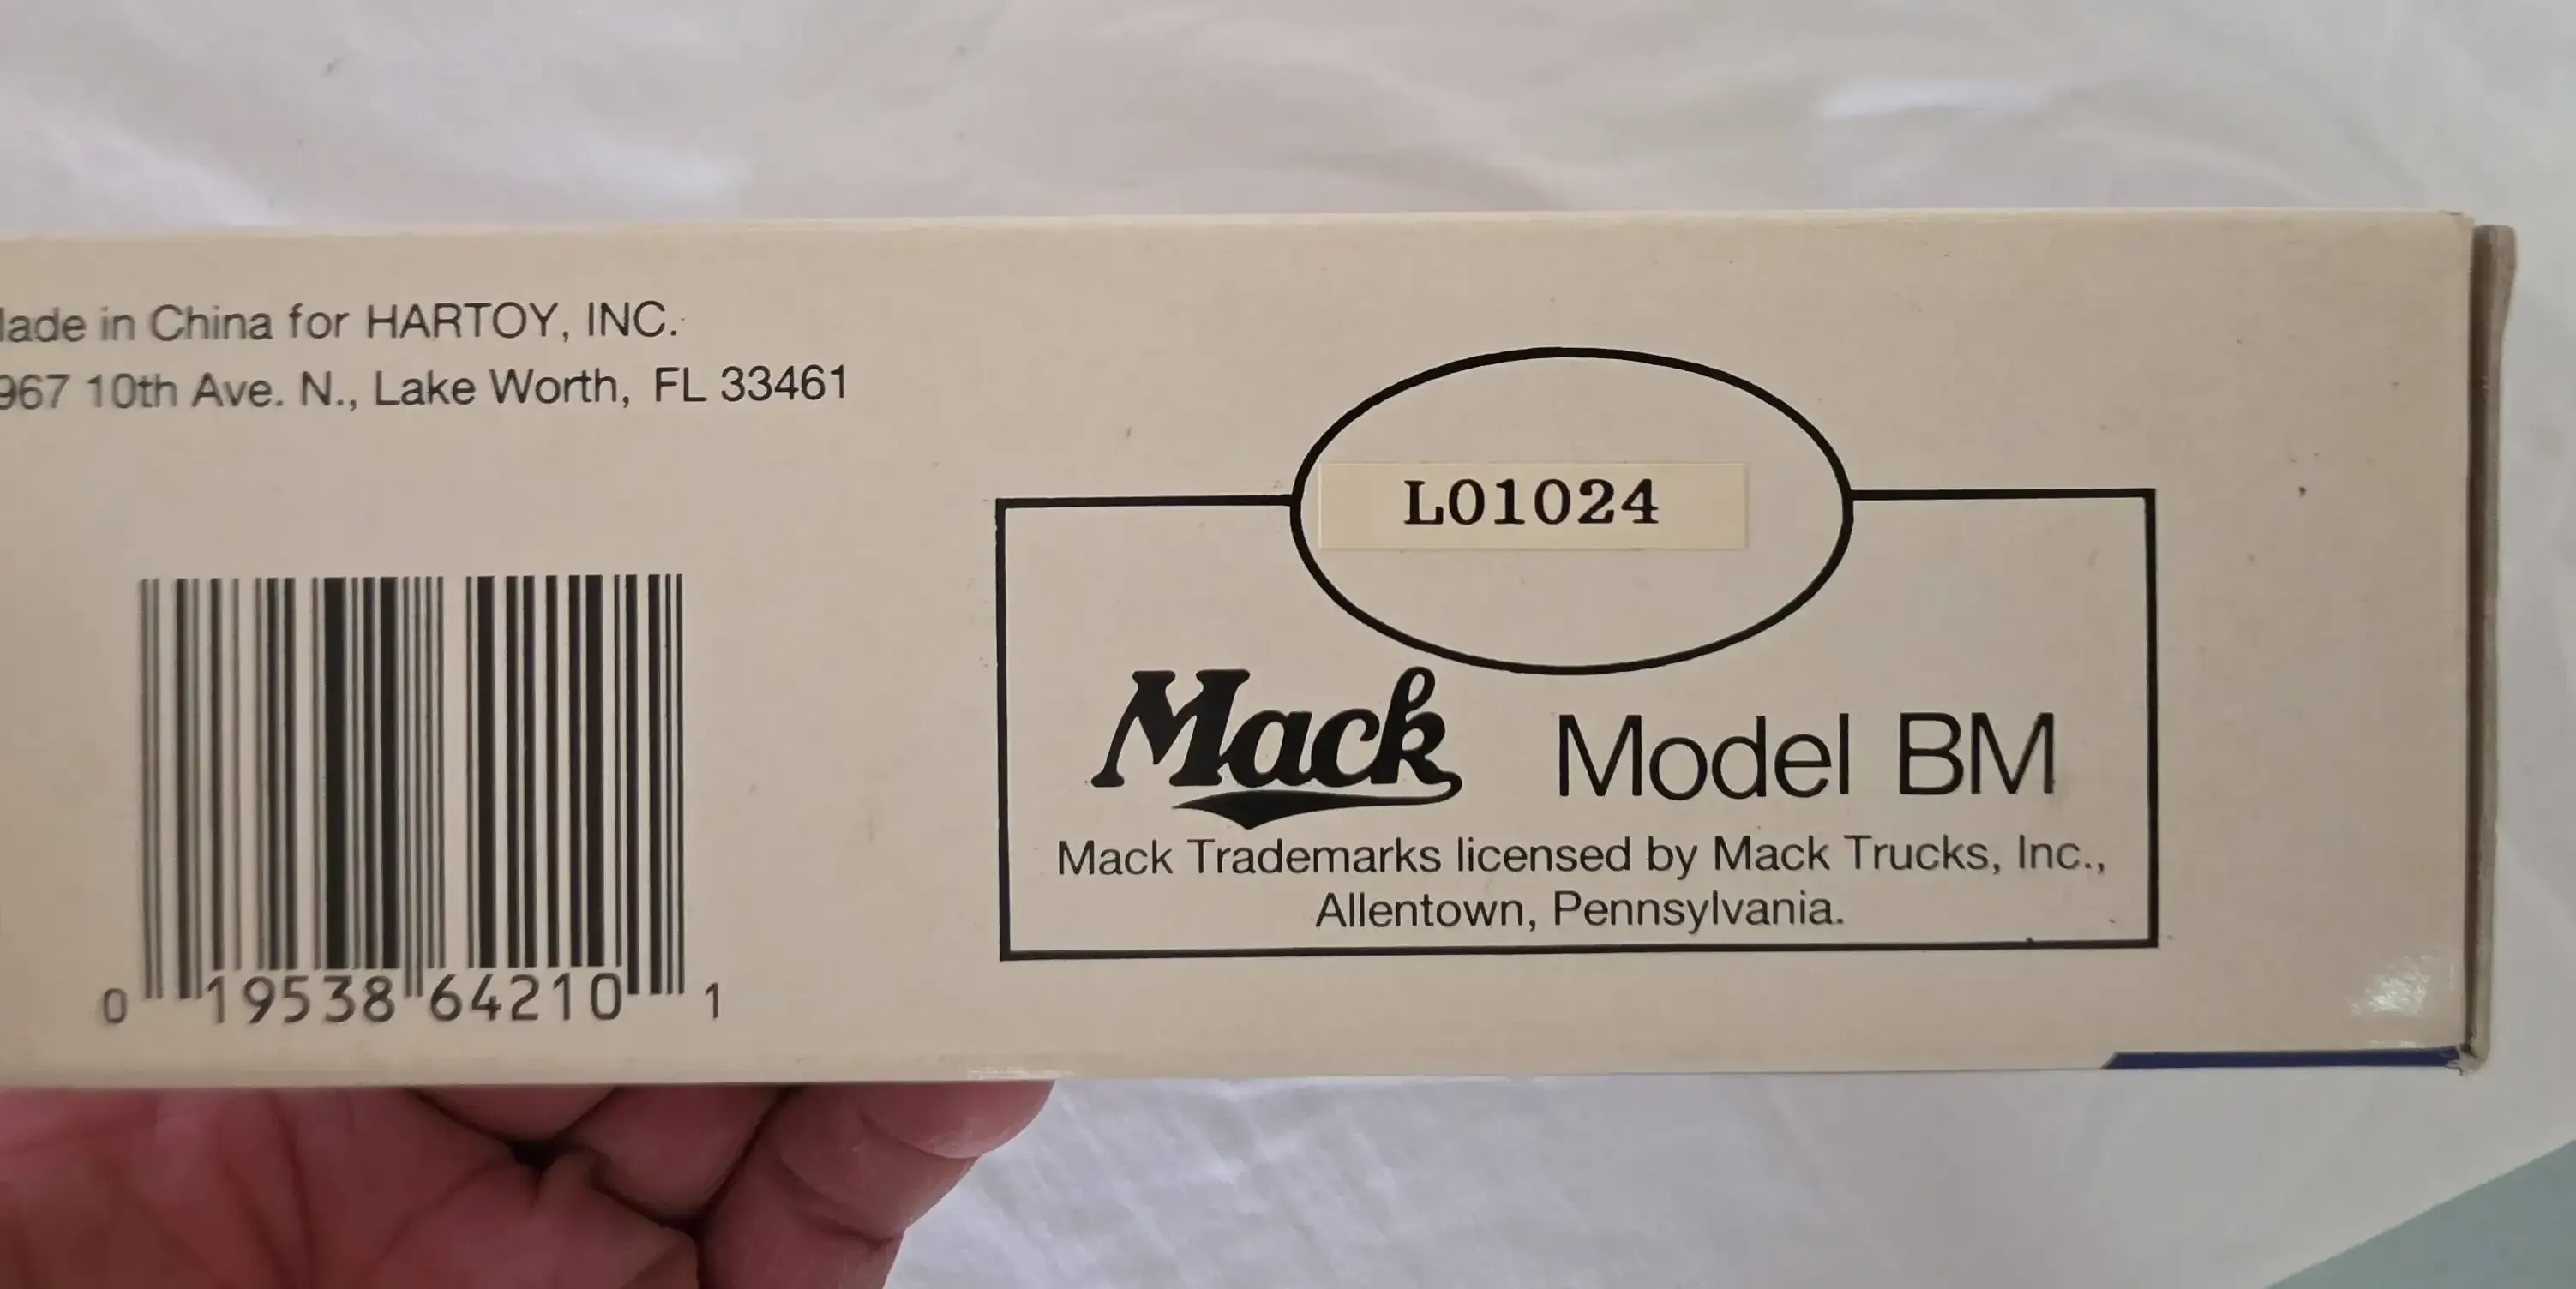 ade in China for HARTOY, INC.
967 10th Ave. N., Lake Worth, FL 33461
0 19538 64210 1
L01024
Mack Model BM
Mack Trademarks licensed by Mack Trucks, Inc.,
Allentown, Pennsylvania.